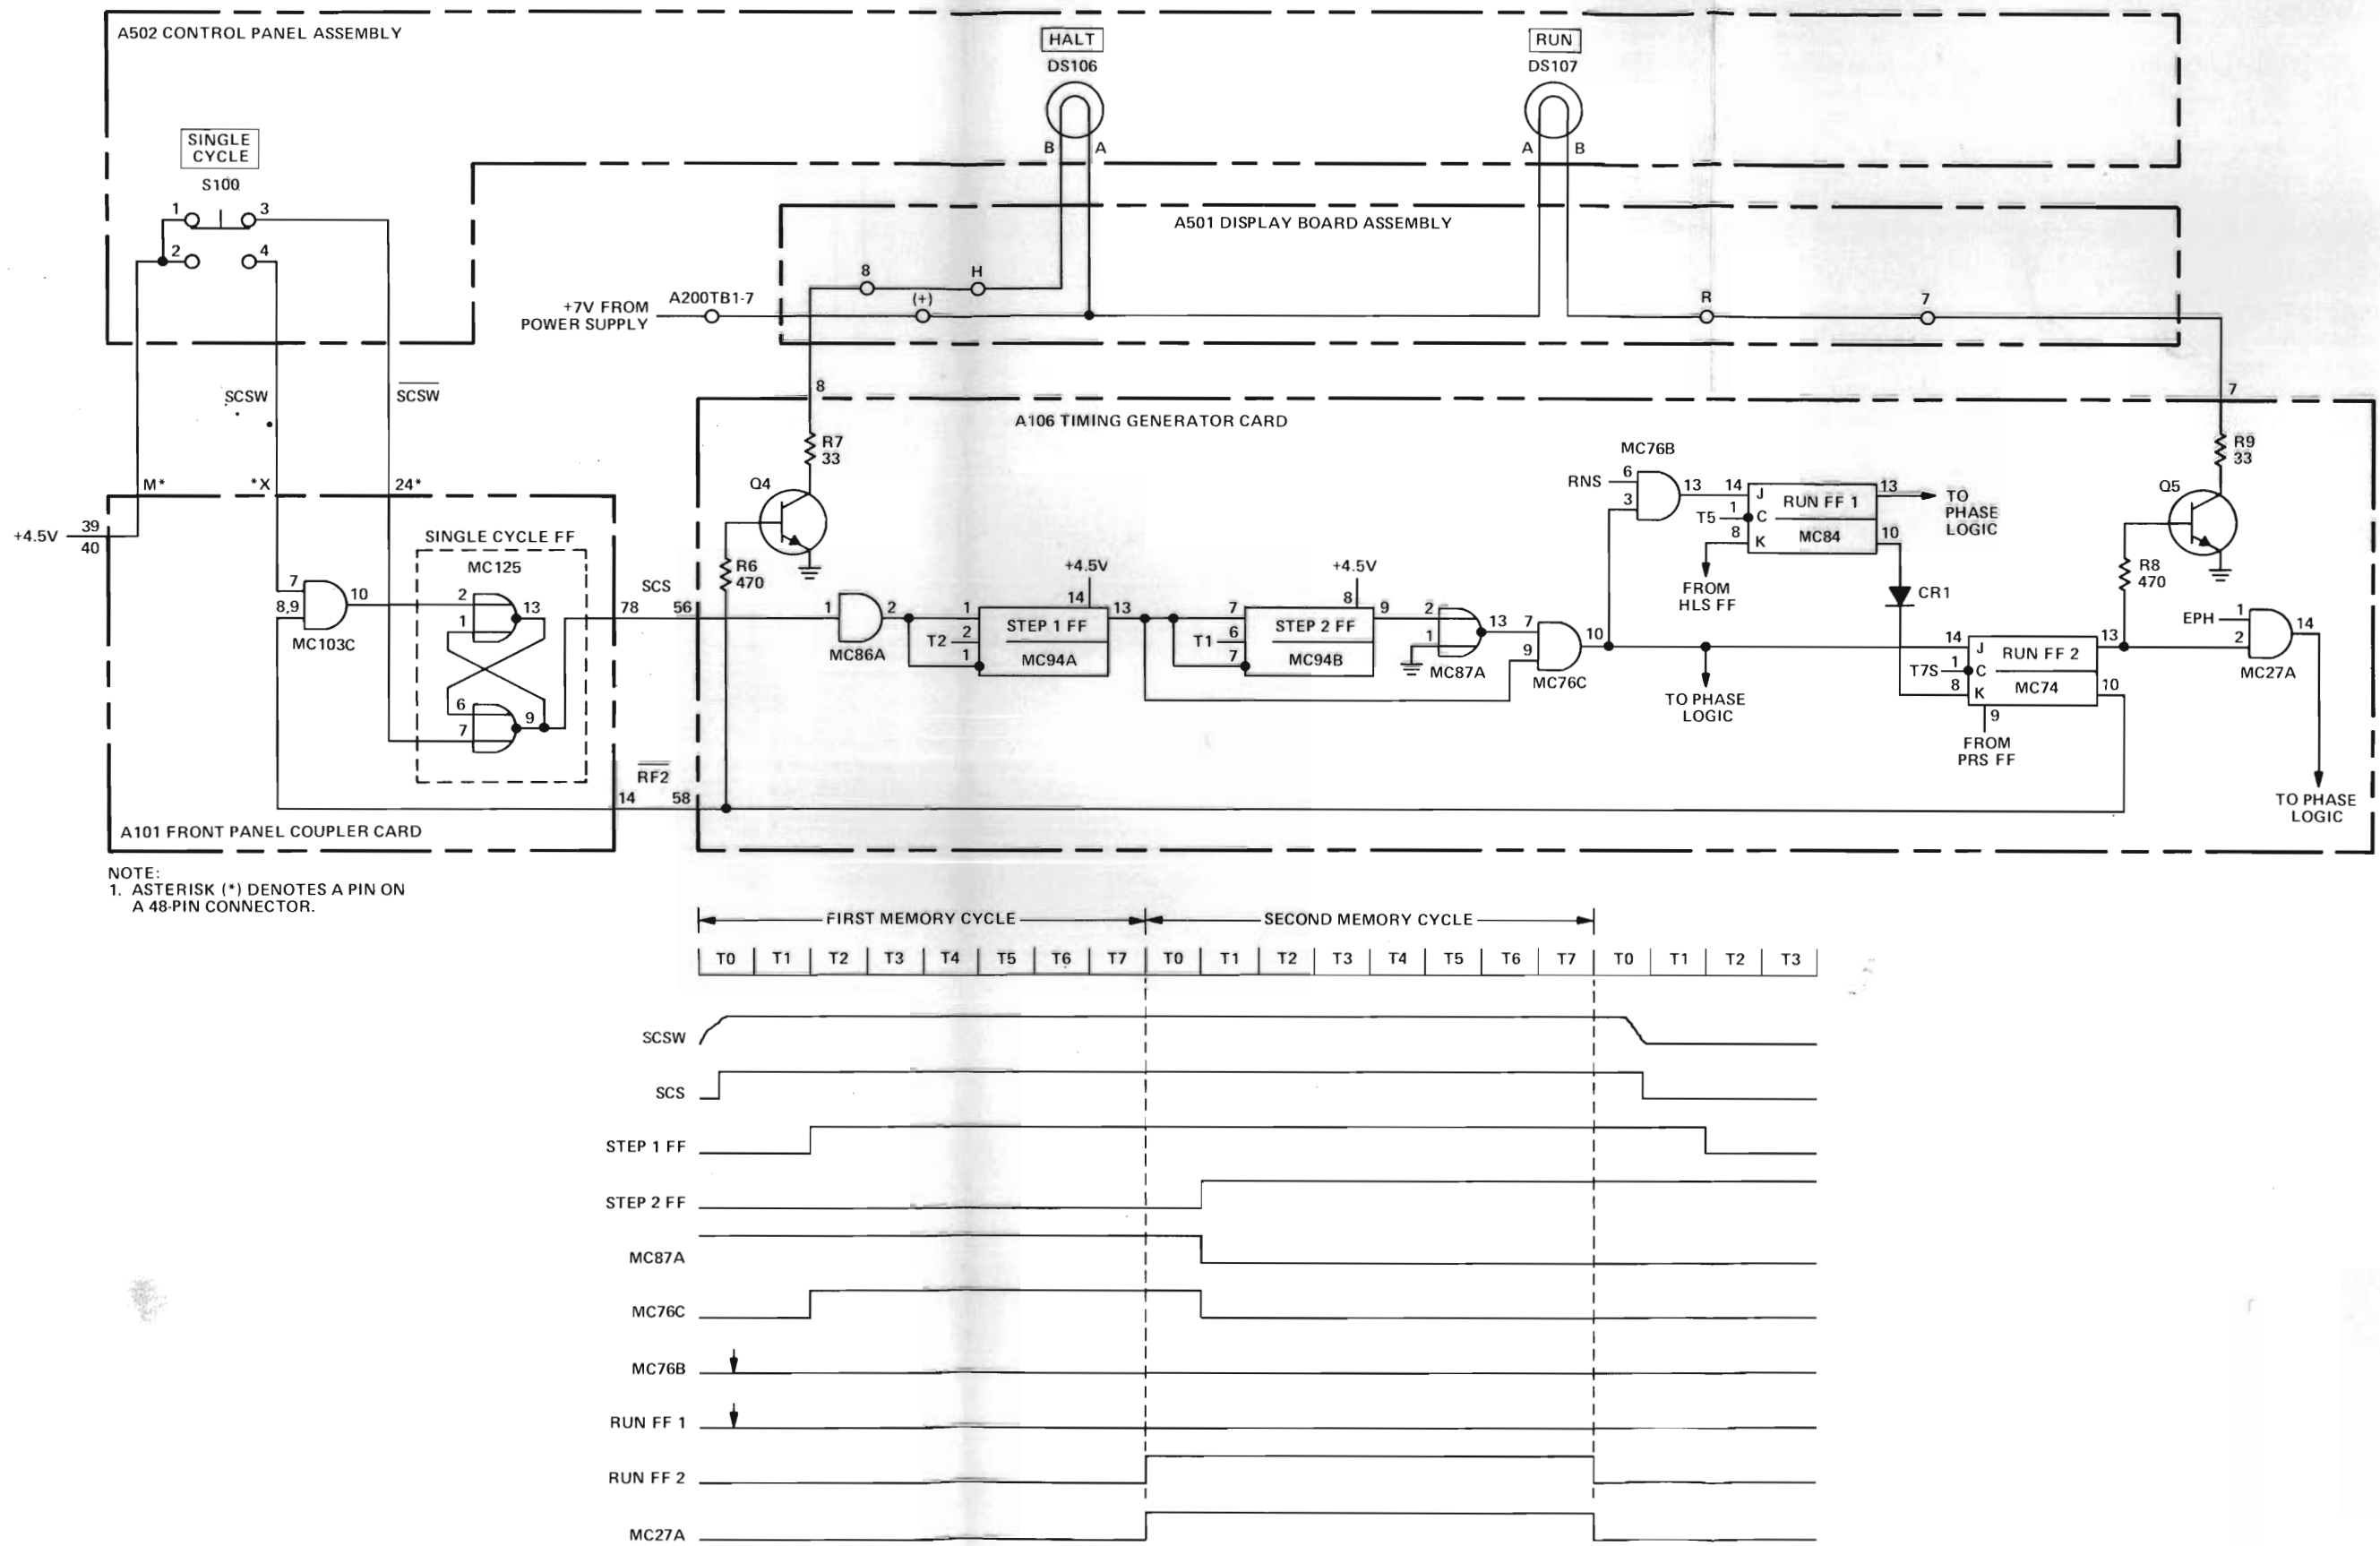 A502 CONTROL PANEL ASSEMBLY
HALT
DS106
RUN
DS107
B
A
A
B
SINGLE
CYCLE
S100
1
3
2
4
A501 DISPLAY BOARD ASSEMBLY
8
H
(+)
R
7
+7V FROM
POWER SUPPLY
A200TB1-7
SCSW
SCSW
8
7
M*
*X
24*
+4.5V
39
40
SINGLE CYCLE FF
MC125
7
8,9
10
MC103C
2
1
13
6
7
9
SCS
78
56
RF2
14
58
A101 FRONT PANEL COUPLER CARD
A106 TIMING GENERATOR CARD
R7
33
Q4
R6
470
1
2
MC86A
+4.5V
14
1
T2
2
1
STEP 1 FF
MC94A
13
+4.5V
8
7
T1
6
7
STEP 2 FF
MC94B
9
2
1
13
MC87A
7
9
10
MC76C
MC76B
RNS
6
3
13
14
J
T5
1
C
8
K
RUN FF 1
MC84
13
10
TO
PHASE
LOGIC
FROM
HLS FF
CR1
TO PHASE
LOGIC
14
J
T7S
1
C
8
K
RUN FF 2
MC74
9
FROM
PRS FF
13
10
R9
33
Q5
R8
470
EPH
1
2
14
MC27A
TO PHASE
LOGIC
NOTE:
1. ASTERISK (*) DENOTES A PIN ON
A 48-PIN CONNECTOR.
FIRST MEMORY CYCLE
SECOND MEMORY CYCLE
T0 T1 T2 T3 T4 T5 T6 T7 T0 T1 T2 T3 T4 T5 T6 T7 T0 T1 T2 T3
SCSW
SCS
STEP 1 FF
STEP 2 FF
MC87A
MC76C
MC76B
RUN FF 1
RUN FF 2
MC27A